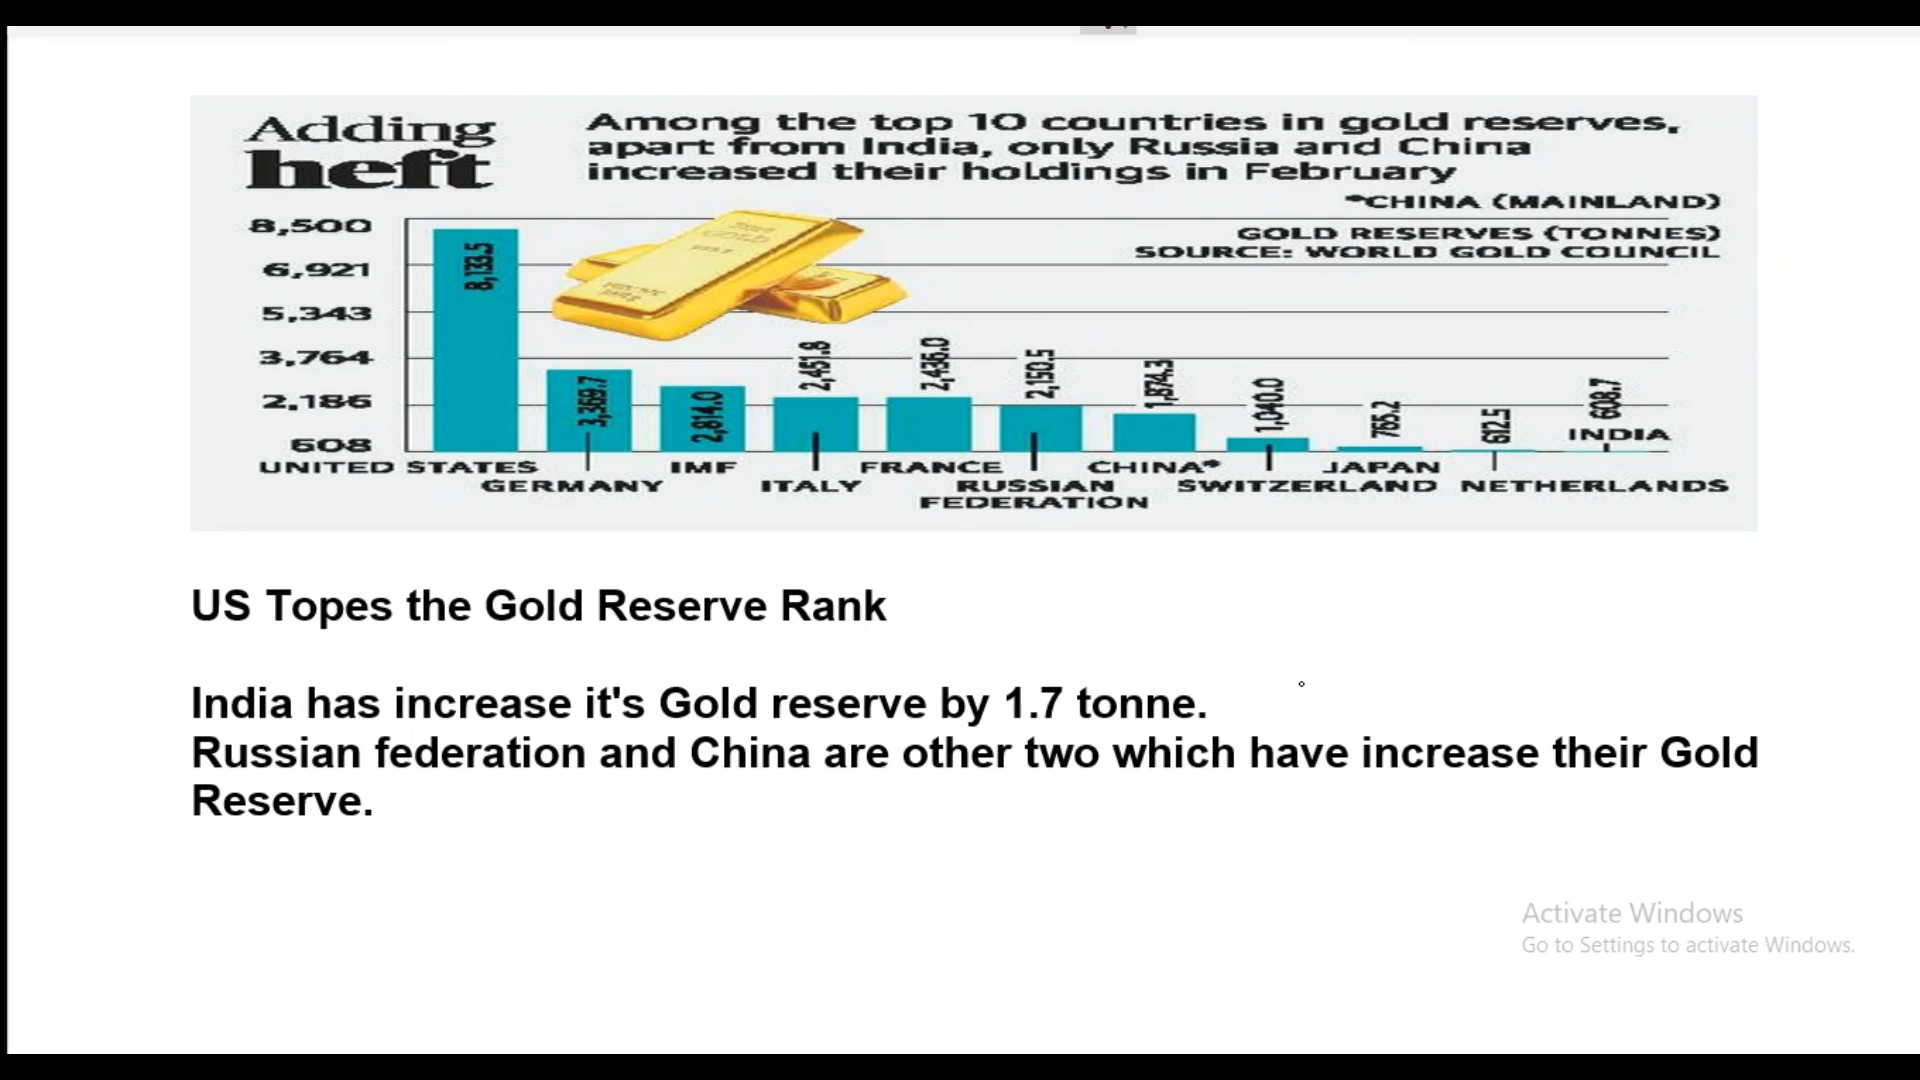 Adding
heft
Among the top 10 countries in gold reserves,
apart from India, only Russia and China
increased their holdings in February
*CHINA (MAINLAND)
GOLD RESERVES (TONNES)
SOURCE: WORLD GOLD COUNCIL
8,500
6,921
5,343
3,764
2,186
608
8,133.5
3,369.7
2,814.0
2,451.8
2,436.0
2,150.5
1,874.3
1,040.0
765.2
612.5
608.7
INDIA
UNITED STATES
GERMANY
IMF
ITALY
FRANCE
RUSSIAN
FEDERATION
CHINA*
SWITZERLAND
JAPAN
NETHERLANDS
US Topes the Gold Reserve Rank
India has increase it's Gold reserve by 1.7 tonne.
Russian federation and China are other two which have increase their Gold
Reserve.
Activate Windows
Go to Settings to activate Windows.